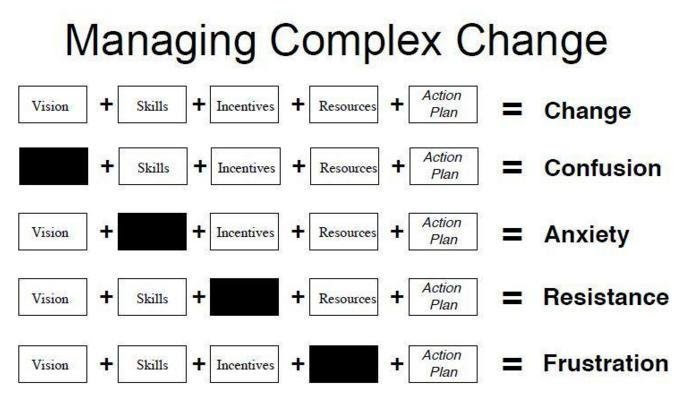 Managing Complex Change
Vision + Skills + Incentives + Resources + Action Plan = Change
+ Skills + Incentives + Resources + Action Plan = Confusion
Vision + + Incentives + Resources + Action Plan = Anxiety
Vision + Skills + + Resources + Action Plan = Resistance
Vision + Skills + Incentives + + Action Plan = Frustration